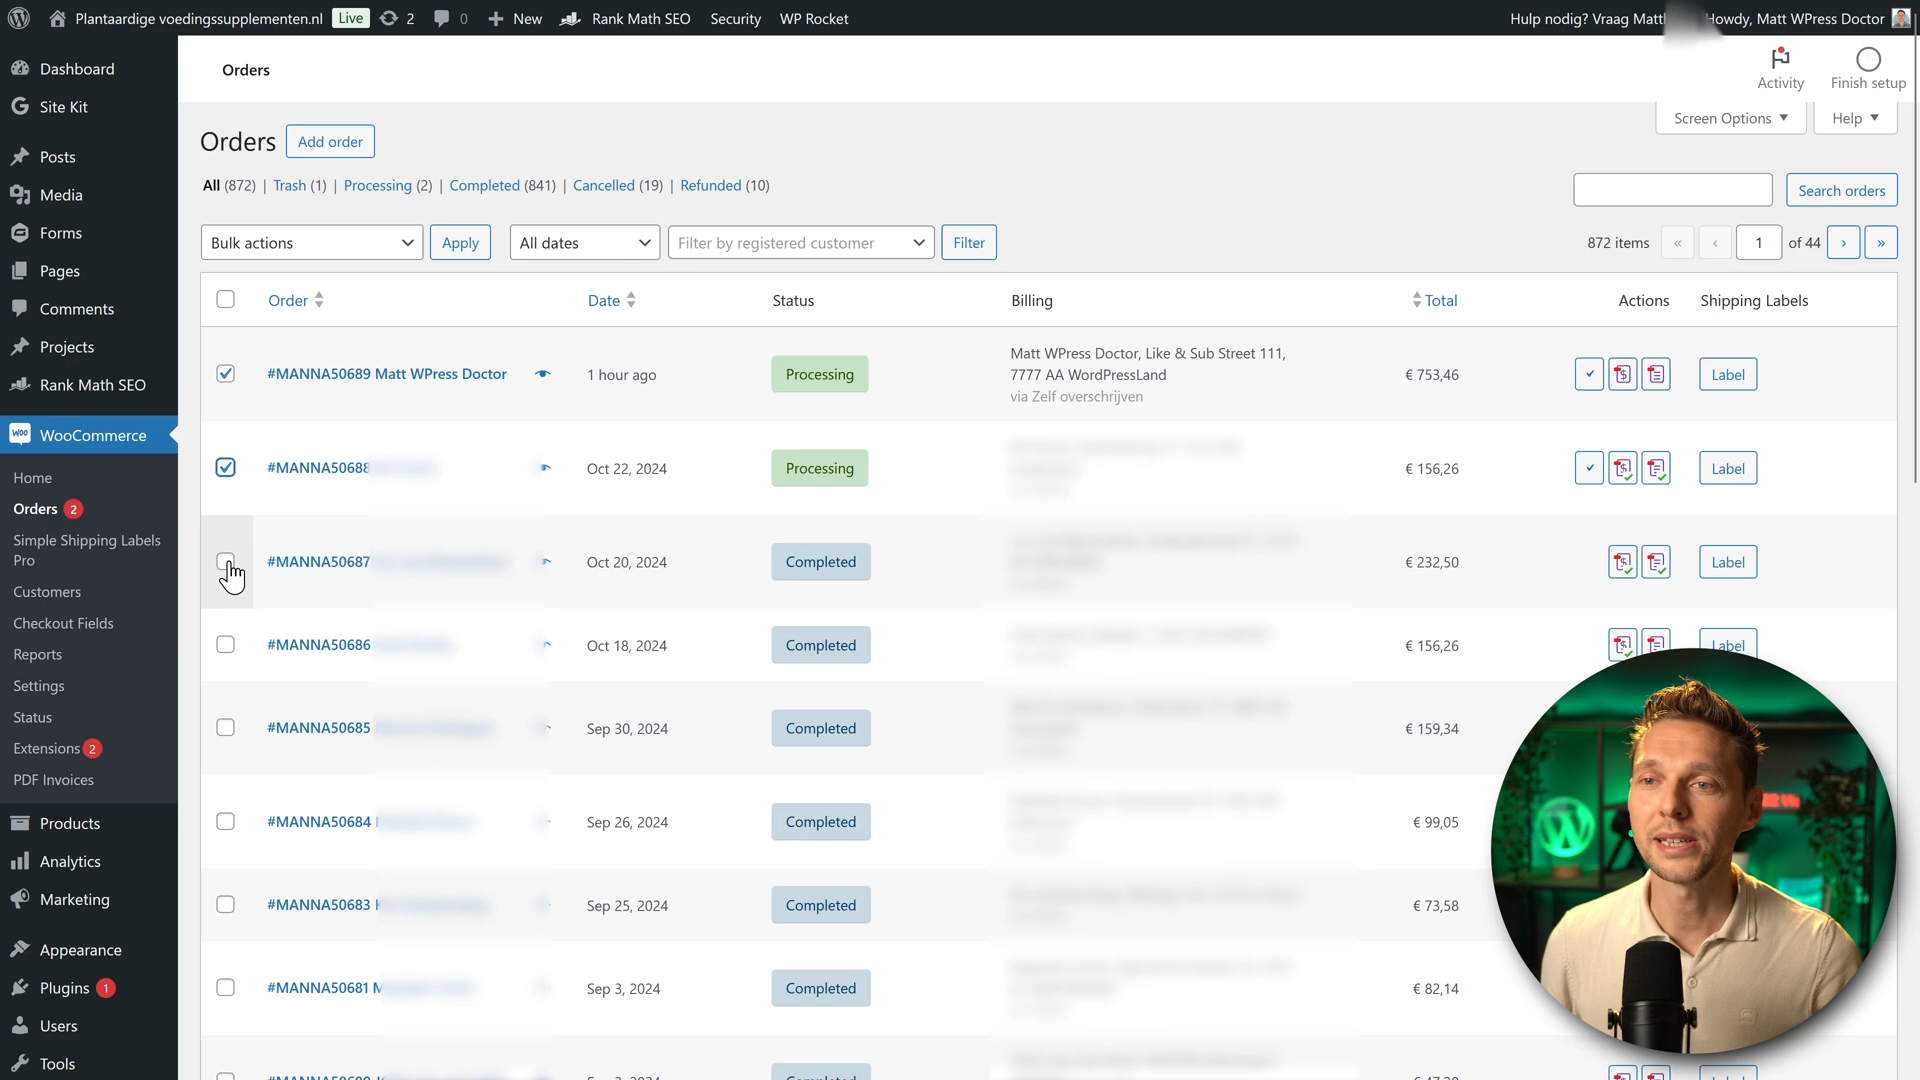 Plantaardige voedingssupplementen.nl Live 2 0 New Rank Math SEO Security WP Rocket
Hulp nodig? Vraag Matt Howdy, Matt WPress Doctor
Dashboard
Site Kit
Posts
Media
Forms
Pages
Comments
Projects
Rank Math SEO
Woo WooCommerce
Home
Orders 2
Simple Shipping Labels
Pro
Customers
Checkout Fields
Reports
Settings
Status
Extensions 2
PDF Invoices
Products
Analytics
Marketing
Appearance
Plugins 1
Users
Tools
Orders
Activity
Finish setup
Screen Options
Help
Orders Add order
All (872) | Trash (1) | Processing (2) | Completed (841) | Cancelled (19) | Refunded (10)
Search orders
Bulk actions Apply All dates Filter by registered customer Filter
872 items « ‹ 1 of 44 › »
Order Date Status Billing Total Actions Shipping Labels
#MANNA50689 Matt WPress Doctor 1 hour ago Processing
Matt WPress Doctor, Like & Sub Street 111,
7777 AA WordPressLand
via Zelf overschrijven
€ 753,46 Label
#MANNA50688 Oct 22, 2024 Processing € 156,26 Label
#MANNA50687 Oct 20, 2024 Completed € 232,50 Label
#MANNA50686 Oct 18, 2024 Completed € 156,26 Label
#MANNA50685 Sep 30, 2024 Completed € 159,34
#MANNA50684 Sep 26, 2024 Completed € 99,05
#MANNA50683 Sep 25, 2024 Completed € 73,58
#MANNA50681 Sep 3, 2024 Completed € 82,14